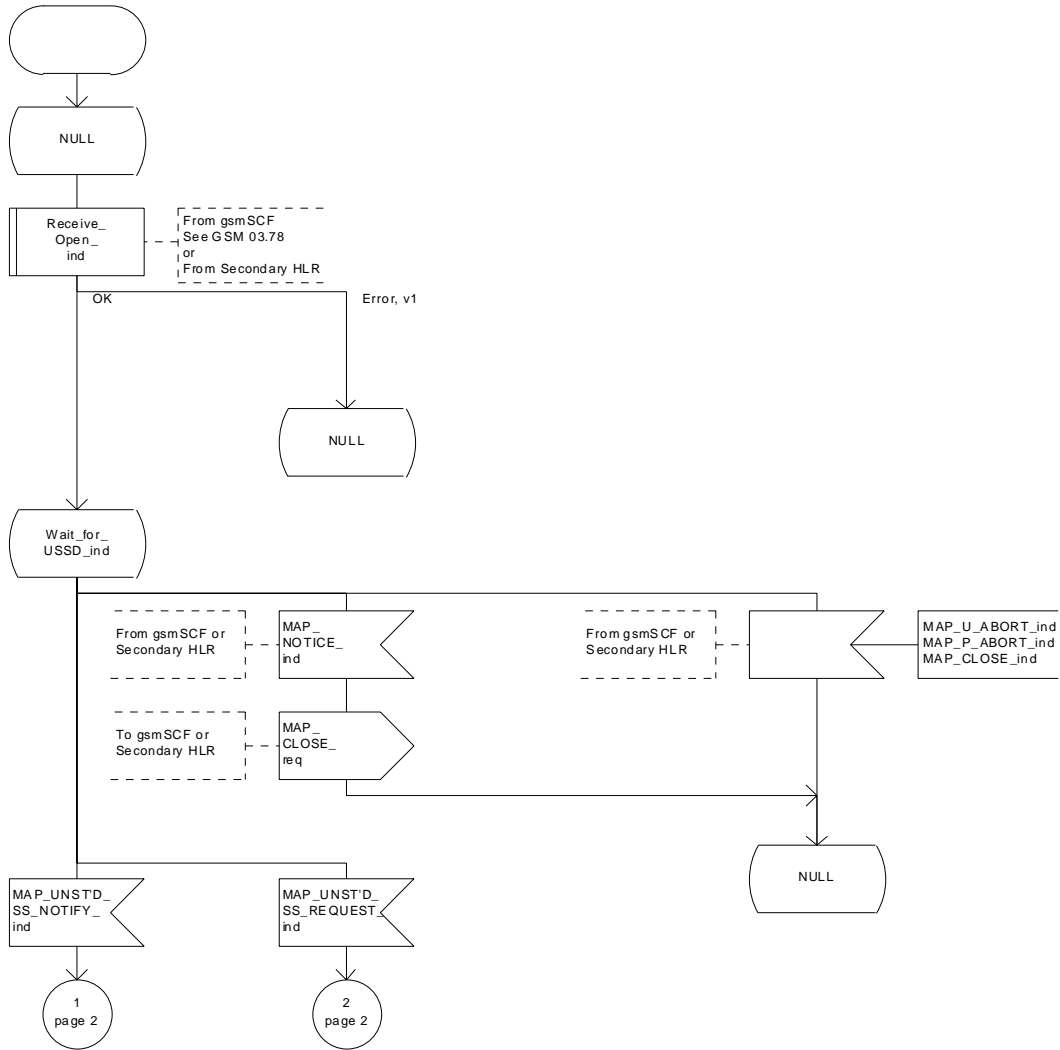 NULL
Receive_
Open_
ind
From gsmSCF
See GSM 03.78
or
From Secondary HLR
OK
Error, v1
NULL
Wait_for_
USSD_ind
From gsmSCF or
Secondary HLR
MAP_
NOTICE_
ind
From gsmSCF or
Secondary HLR
MAP_U_ABORT_ind
MAP_P_ABORT_ind
MAP_CLOSE_ind
To gsmSCF or
Secondary HLR
MAP_
CLOSE_
req
NULL
MAP_UNST'D_
SS_NOTIFY_
ind
MAP_UNST'D_
SS_REQUEST_
ind
1
page 2
2
page 2